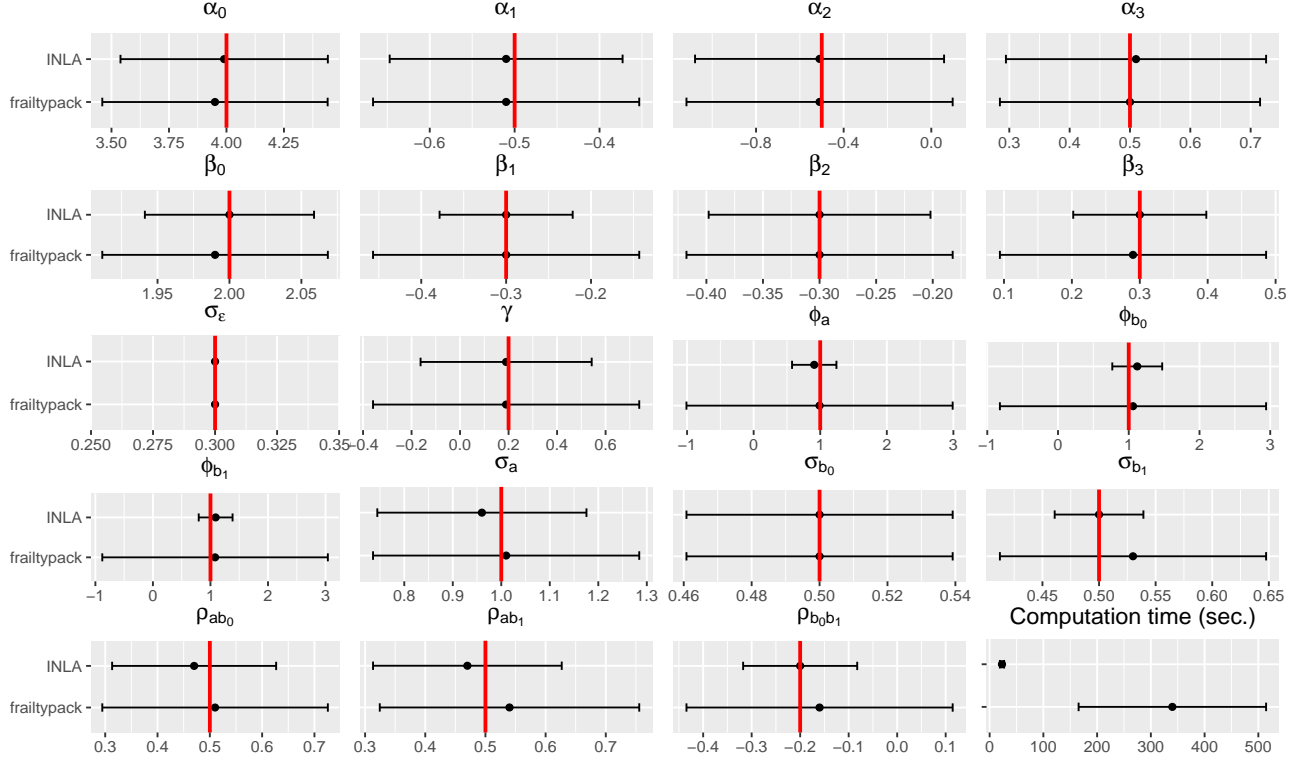 α0 α1 α2 α3
INLA
frailtypack
3.50 3.75 4.00 4.25 −0.6 −0.5 −0.4 −0.8 −0.4 0.0 0.3 0.4 0.5 0.6 0.7
β0 β1 β2 β3
INLA
frailtypack
1.95 2.00 2.05 −0.4 −0.3 −0.2 −0.40 −0.35 −0.30 −0.25 −0.20 0.1 0.2 0.3 0.4 0.5
σε γ ϕa ϕb0
INLA
frailtypack
0.250 0.275 0.300 0.325 0.350 −0.4 −0.2 0.0 0.2 0.4 0.6 −1 0 1 2 3 −1 0 1 2 3
ϕb1 σa σb0 σb1
INLA
frailtypack
−1 0 1 2 3 0.8 0.9 1.0 1.1 1.2 1.3 0.46 0.48 0.50 0.52 0.54 0.45 0.50 0.55 0.60 0.65
ρab0 ρab1 ρb0b1 Computation time (sec.)
INLA
frailtypack
0.3 0.4 0.5 0.6 0.7 0.3 0.4 0.5 0.6 0.7 −0.4 −0.3 −0.2 −0.1 0.0 0.1 0 100 200 300 400 500